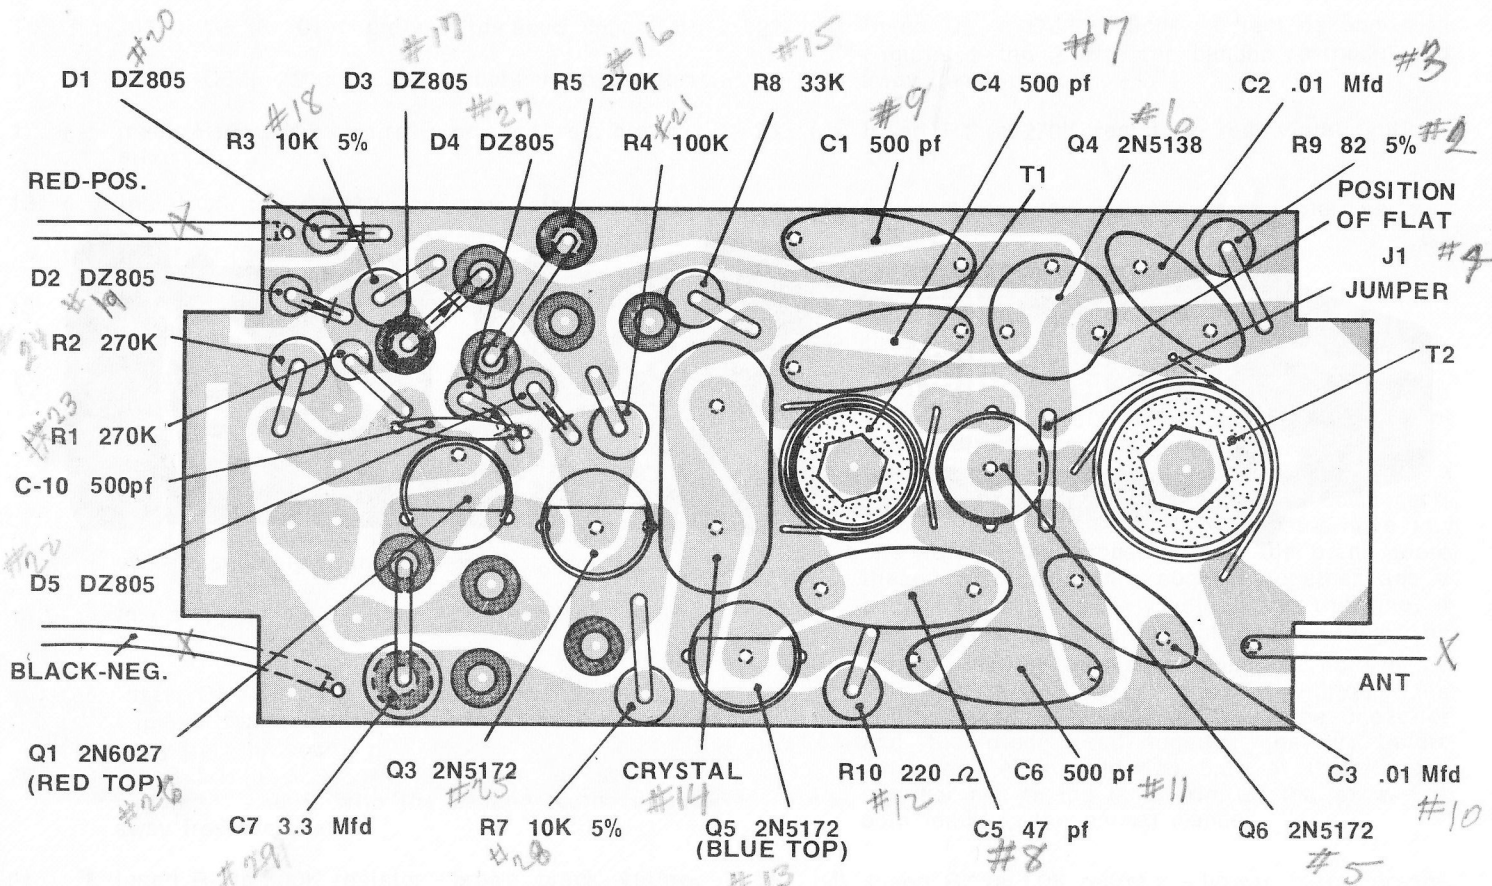 #20
#17
#16
#15
#7
#3
D1 DZ805
D3 DZ805
R5 270K
R8 33K
C4 500 pf
C2 .01 Mfd
#18
#27
#21
#9
#6
#2
R3 10K 5%
D4 DZ805
R4 100K
C1 500 pf
Q4 2N5138
R9 82 5%
RED-POS.
T1
POSITION
OF FLAT
X
J1
#4
JUMPER
D2 DZ805
#19
#24
R2 270K
T2
#23
R1 270K
C-10 500pf
#22
D5 DZ805
X
BLACK-NEG.
X
ANT
Q1 2N6027
(RED TOP)
#26
Q3 2N5172
#25
CRYSTAL
#14
R10 220 Ω
#12
C6 500 pf
#11
C3 .01 Mfd
#10
C7 3.3 Mfd
#29
R7 10K 5%
#28
Q5 2N5172
(BLUE TOP)
#13
C5 47 pf
#8
Q6 2N5172
#5